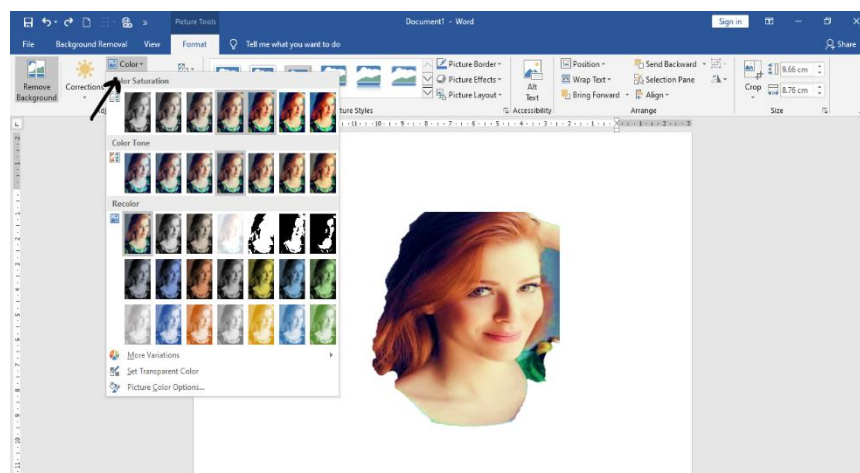 Picture Tools
Document1 - Word
Sign in
File Background Removal View Format Tell me what you want to do
Share
Remove Background
Corrections
Color
Picture Border
Picture Effects
Picture Layout
Picture Styles
Alt Text
Accessibility
Position
Wrap Text
Bring Forward
Send Backward
Selection Pane
Align
Arrange
Crop
9.66 cm
8.76 cm
Size
Color Saturation
Color Tone
Recolor
More Variations
Set Transparent Color
Picture Color Options...